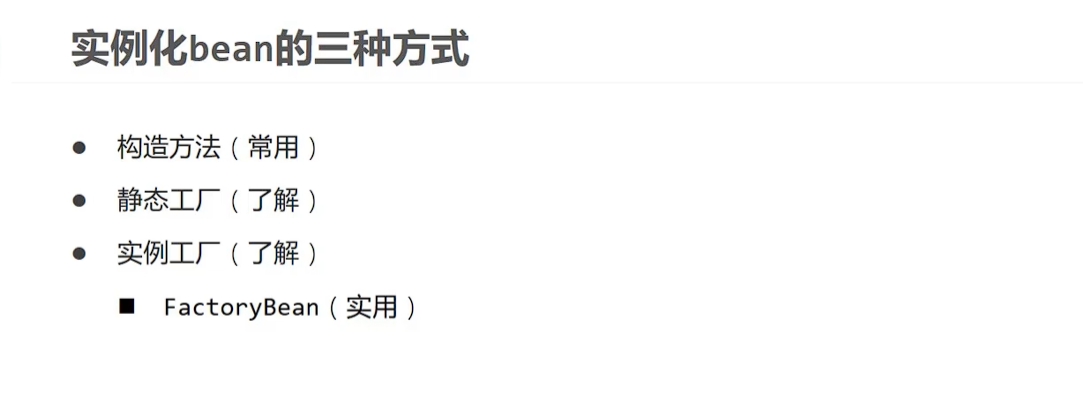 实例化bean的三种方式
● 构造方法（常用）
● 静态工厂（了解）
● 实例工厂（了解）
■ FactoryBean（实用）